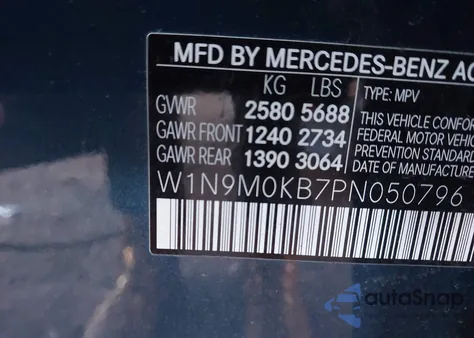 MFD BY MERCEDES-BENZ AG
KG LBS
TYPE: MPV
GVWR 2580 5688
GAWR FRONT 1240 2734
GAWR REAR 1390 3064
THIS VEHICLE CONFOR
FEDERAL MOTOR VEHIC
PREVENTION STANDAR
DATE OF MANUFACTU
W1N9M0KB7PN050796
autoSnap